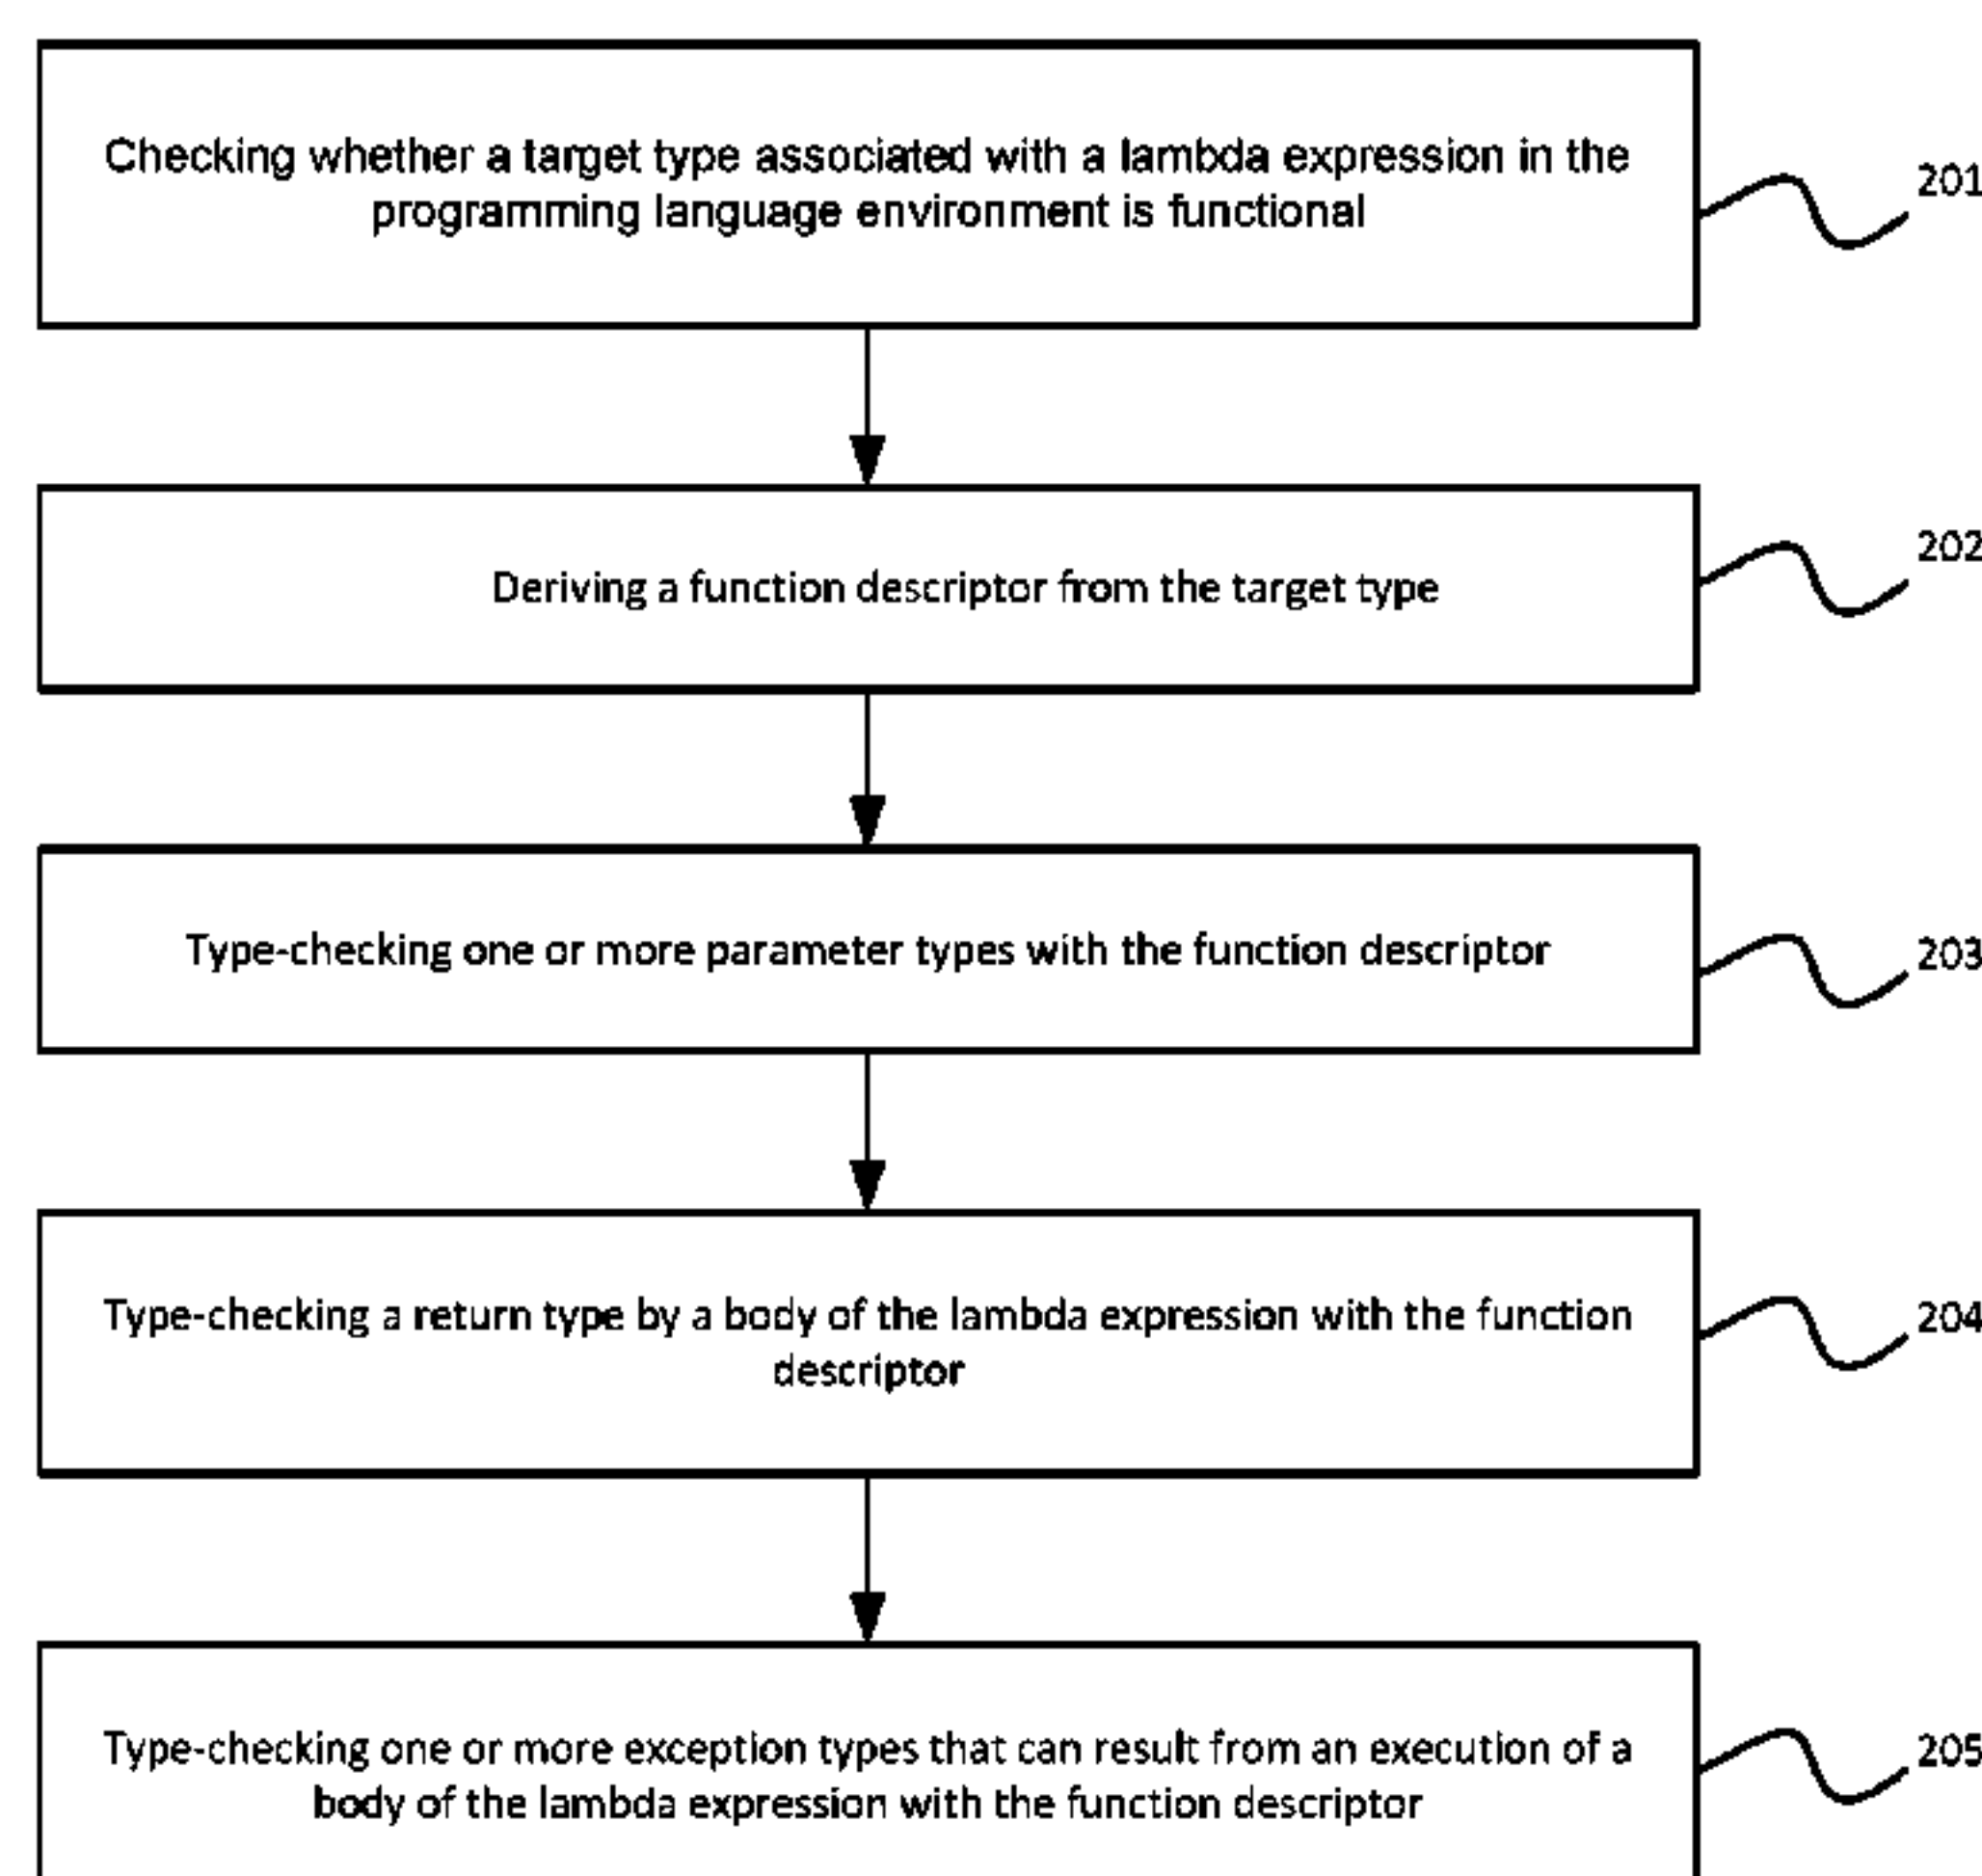 Checking whether a target type associated with a lambda expression in the
programming language environment is functional
201
Deriving a function descriptor from the target type
202
Type-checking one or more parameter types with the function descriptor
203
Type-checking a return type by a body of the lambda expression with the function
descriptor
204
Type-checking one or more exception types that can result from an execution of a
body of the lambda expression with the function descriptor
205